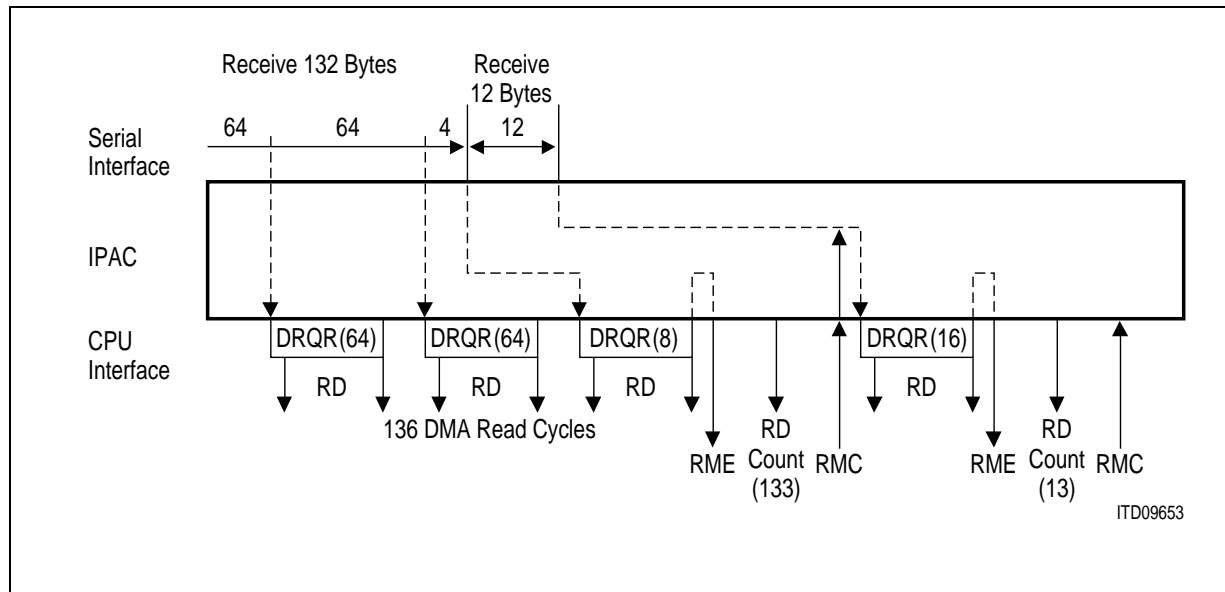 Receive 132 Bytes
Receive
12 Bytes
64
64
4
12
Serial
Interface
IPAC
CPU
Interface
DRQR(64)
DRQR(64)
DRQR(8)
DRQR(16)
RD
RD
RD
RD
136 DMA Read Cycles
RME
RD
Count
(133)
RMC
RME
RD
Count
(13)
RMC
ITD09653